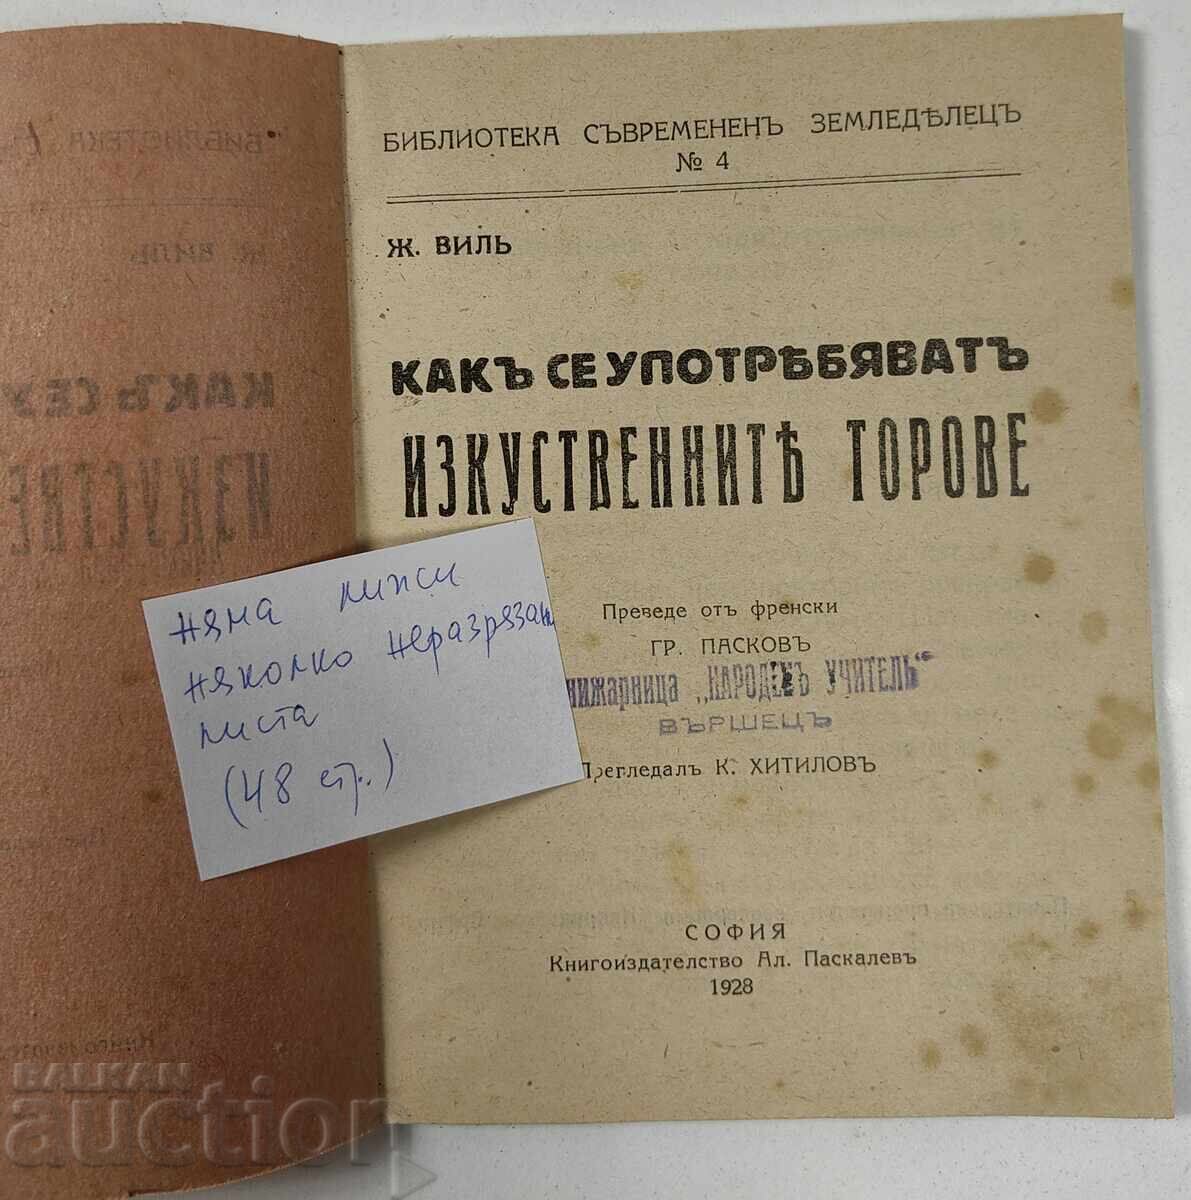 БИБЛИОТЕКА СЪВРЕМЕНЕНЪ ЗЕМЛЕДѢЛЕЦЪ
№ 4
Ж. ВИЛЬ
КАКЪ СЕ УПОТРѢБЯВАТЪ
ИЗКУСТВЕННИТѢ ТОРОВЕ
Преведе отъ френски
ГР. ПАСКОВЪ
нижарница „НАРОДЕНЪ УЧИТЕЛЬ“
ВЪРШЕЦЪ
Прегледалъ К. ХИТИЛОВЪ
СОФИЯ
Книгоиздателство Ал. Паскалевъ
1928
няма липси
няколко неразрязани
листа
(48 стр.)
BALKAN
auction